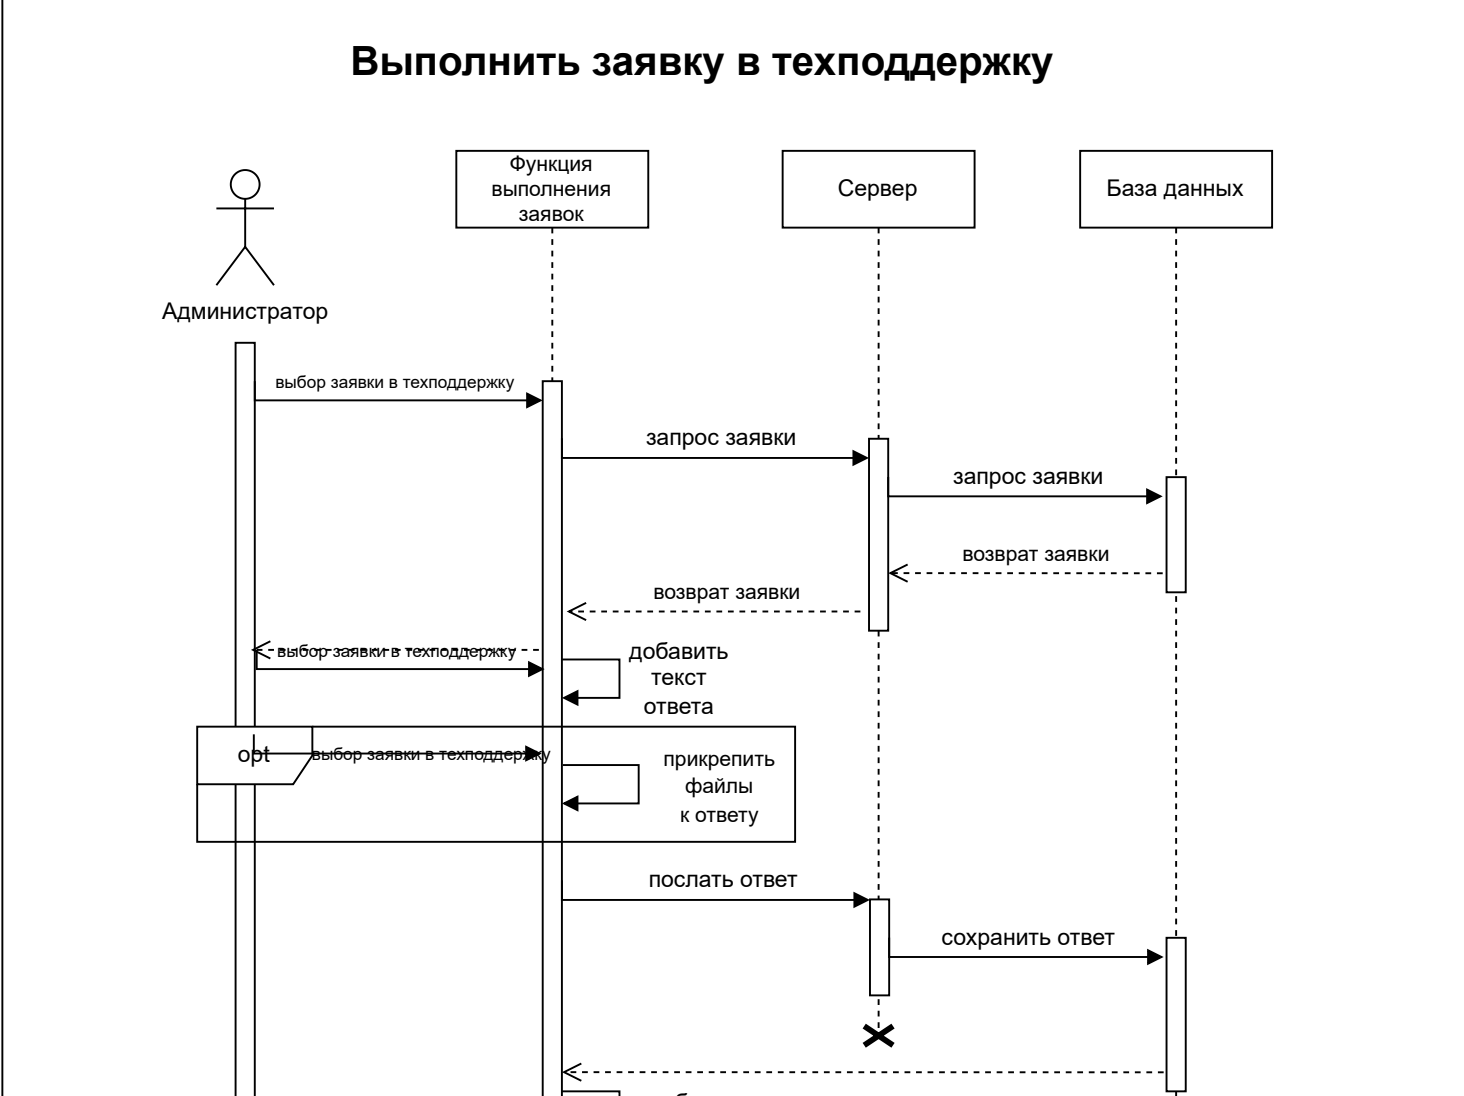 Выполнить заявку в техподдержку
Функция
выполнения
заявок
Сервер
База данных
Администратор
выбор заявки в техподдержку
запрос заявки
запрос заявки
возврат заявки
возврат заявки
выбор заявки в техподдержку
добавить
текст
ответа
opt
выбор заявки в техподдержку
прикрепить
файлы
к ответу
послать ответ
сохранить ответ